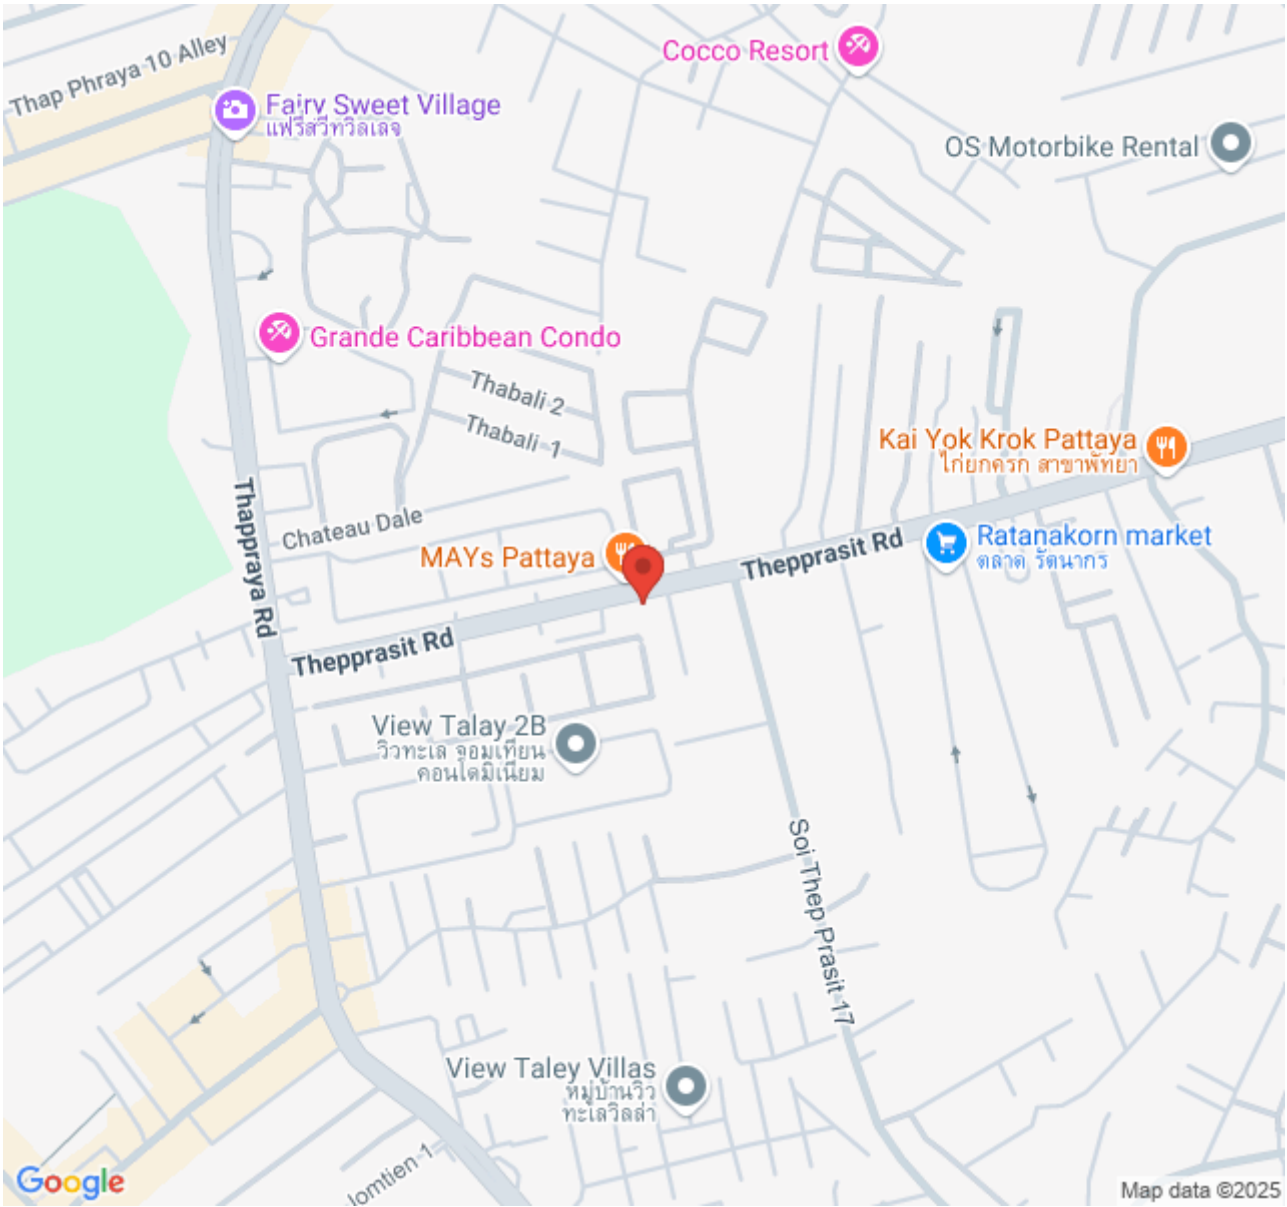 Cocco Resort
Thap Phraya 10 Alley
Fairy Sweet Village
แฟรี่สวีทวิลเลจ
OS Motorbike Rental
Grande Caribbean Condo
Thabali 2
Thabali 1
Kai Yok Krok Pattaya
ไก่ยกครก สาขาพัทยา
Thappraya Rd
Chateau Dale
MAYs Pattaya
Thepprasit Rd
Ratanakorn market
ตลาด รัตนากร
Thepprasit Rd
View Talay 2B
วิวทะเล จอมเทียน
คอนโดมิเนียม
Soi Thep Prasit 17
View Taley Villas
หมู่บ้านวิว
ทะเลวิลล่า
Jomtien 1
Google
Map data ©2025